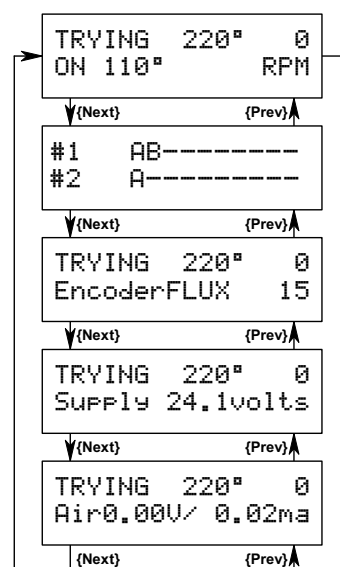 TRYING 220° 0
ON 110° RPM
{Next} {Prev}
#1 AB--------
#2 A---------
{Next} {Prev}
TRYING 220° 0
EncoderFLUX 15
{Next} {Prev}
TRYING 220° 0
Supply 24.1volts
{Next} {Prev}
TRYING 220° 0
Air0.00V/ 0.02ma
{Next} {Prev}